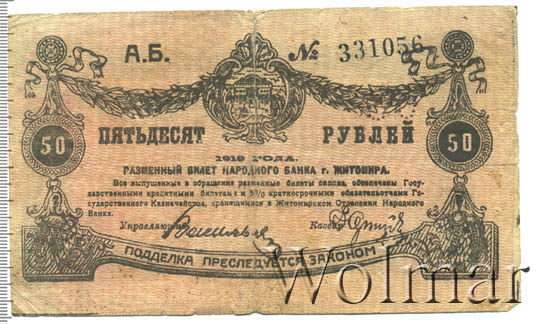 А.Б. № 331056
50 ПЯТЬДЕСЯТ РУБЛЕЙ 50
1919 ГОДА.
РАЗМЕННЫЙ БИЛЕТ НАРОДНОГО БАНКА г. ЖИТОМИРА.
Все выпущенные в обращение разменные билеты сполна обеспечены Госу-
дарственными кредитными билетами и 5% краткосрочными обязательствами Го-
сударственного Казначейства, хранящимися в Житомирском Отделении Народного
Банка.
Управляющий Кассир
ПОДДЕЛКА ПРЕСЛЕДУЕТСЯ ЗАКОНОМ
Wolmar